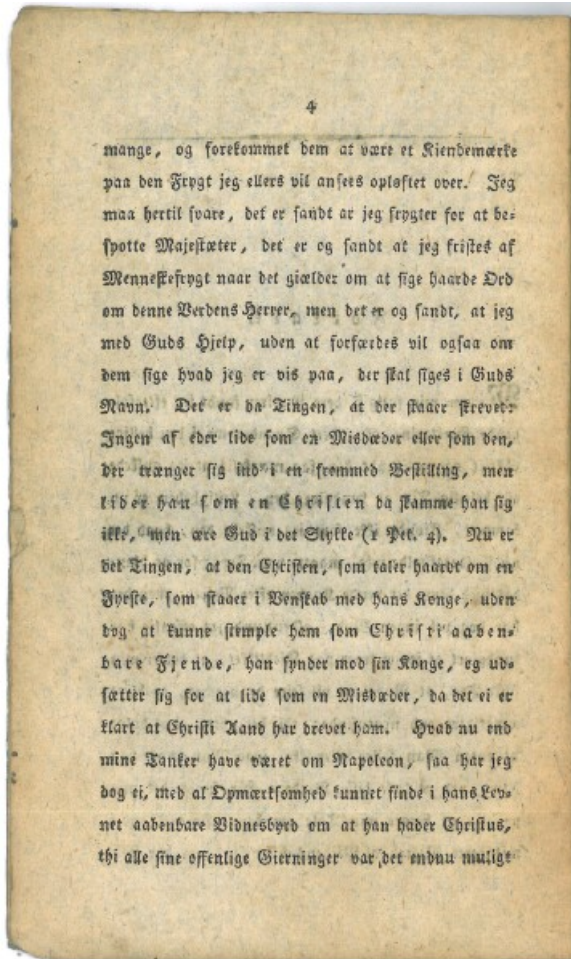 4
mange, og forekommet dem at være et Kiendemærke
paa den Frygt jeg ellers vil ansees opløftet over. Jeg
maa hertil svare, det er sandt at jeg frygter for at be-
spotte Majestæter, det er og sandt at jeg fristes af
Menneskefrygt naar det giælder om at sige haarde Ord
om denne Verdens Herrer, men det er og sandt, at jeg
med Guds Hjelp, uden at forfærdes vil ogsaa om
dem sige hvad jeg er vis paa, der skal siges i Guds
Navn. Det er da Tingen, at der staaer skrevet:
Ingen af eder lide som en Misdæder eller som den,
der trænger sig ind i en fremmed Bestilling, men
lider han som en Christen da skamme han sig
ikke, men ære Gud i det Stykke (1 Pet. 4). Nu er
det Tingen, at den Christen, som taler haardt om en
Fyrste, som staaer i Venskab med hans Konge, uden
dog at kunne stemple ham som Christi aaben-
bare Fjende, han synder mod sin Konge, og ud-
sætter sig for at lide som en Misdæder, da det ei er
klart at Christi Aand har drevet ham. Hvad nu end
mine Tanker have været om Napoleon, saa har jeg
dog ei, med al Opmærksomhed kunnet finde i hans Lev-
net aabenbare Vidnesbyrd om at han hader Christus,
thi alle sine offenlige Gierninger var det endnu muligt